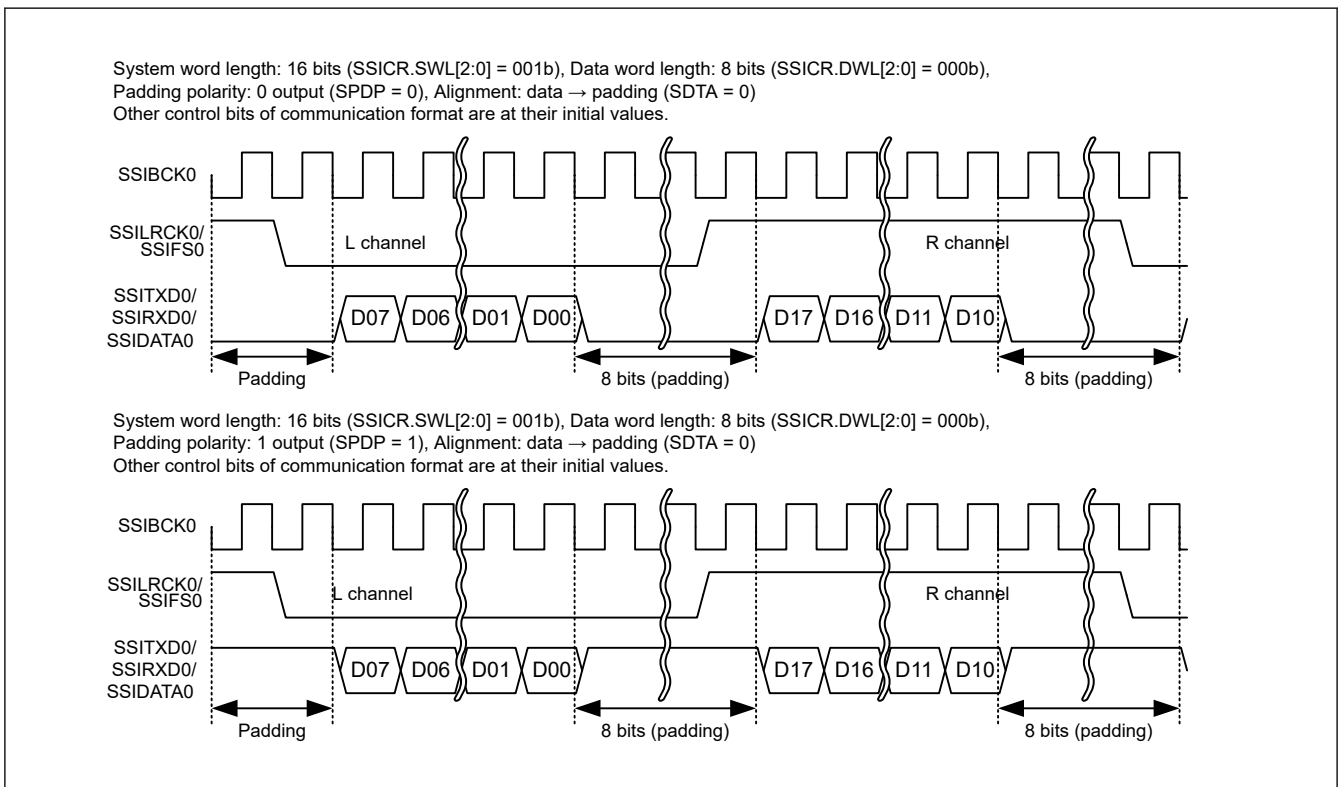 System word length: 16 bits (SSICR.SWL[2:0] = 001b), Data word length: 8 bits (SSICR.DWL[2:0] = 000b),
Padding polarity: 0 output (SPDP = 0), Alignment: data → padding (SDTA = 0)
Other control bits of communication format are at their initial values.
SSIBCK0
SSILRCK0/
SSIFS0
L channel
R channel
SSITXD0/
SSIRXD0/
SSIDATA0
D07 D06 D01 D00 D17 D16 D11 D10
Padding 8 bits (padding) 8 bits (padding)
System word length: 16 bits (SSICR.SWL[2:0] = 001b), Data word length: 8 bits (SSICR.DWL[2:0] = 000b),
Padding polarity: 1 output (SPDP = 1), Alignment: data → padding (SDTA = 0)
Other control bits of communication format are at their initial values.
SSIBCK0
SSILRCK0/
SSIFS0
L channel
R channel
SSITXD0/
SSIRXD0/
SSIDATA0
D07 D06 D01 D00 D17 D16 D11 D10
Padding 8 bits (padding) 8 bits (padding)